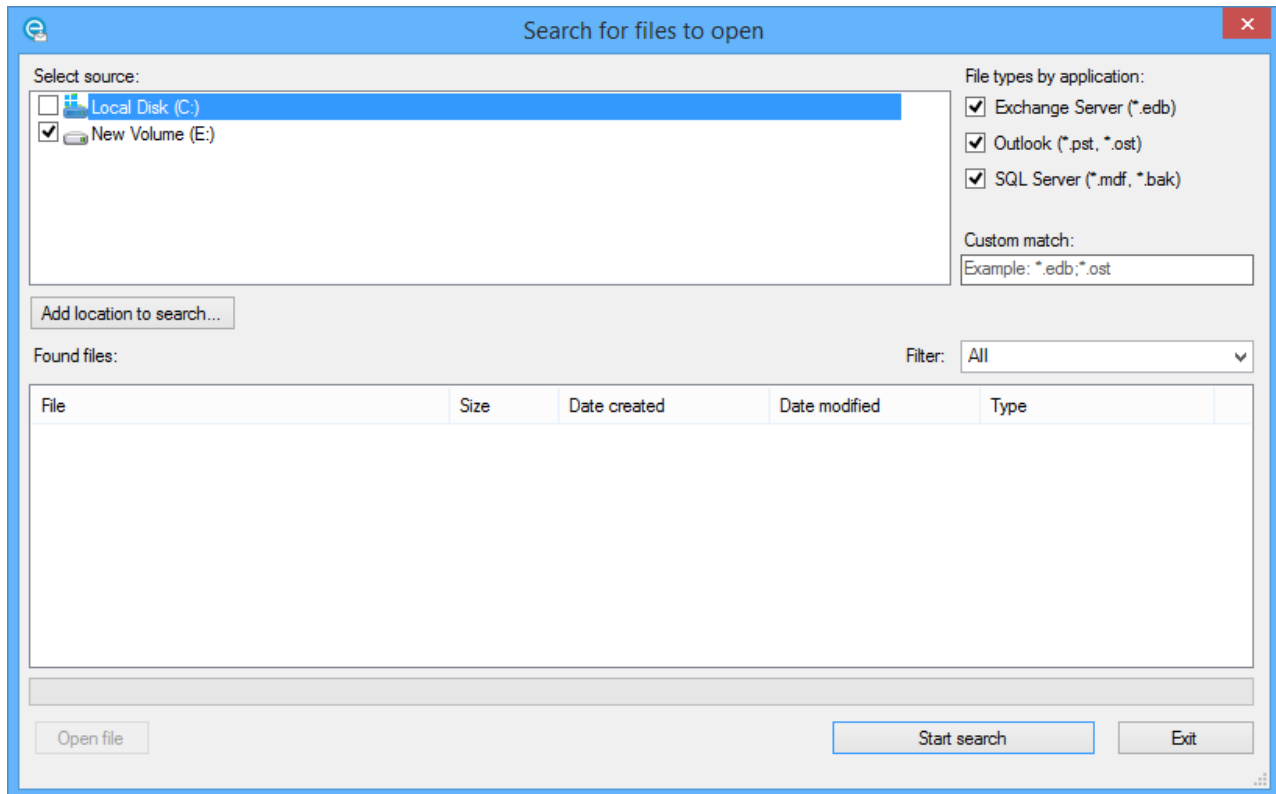 Search for files to open
Select source:
Local Disk (C:)
New Volume (E:)
File types by application:
Exchange Server (*.edb)
Outlook (*.pst, *.ost)
SQL Server (*.mdf, *.bak)
Custom match:
Example: *.edb;*.ost
Add location to search...
Found files:
Filter: All
File Size Date created Date modified Type
Open file Start search Exit